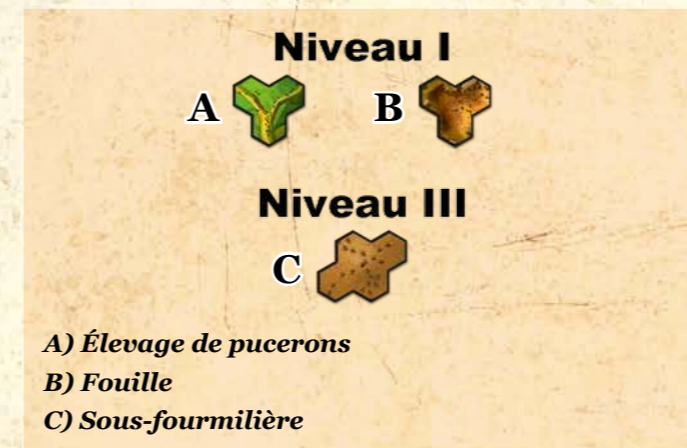 Niveau I
A B
Niveau III
C
A) Élevage de pucerons
B) Fouille
C) Sous-fourmilière